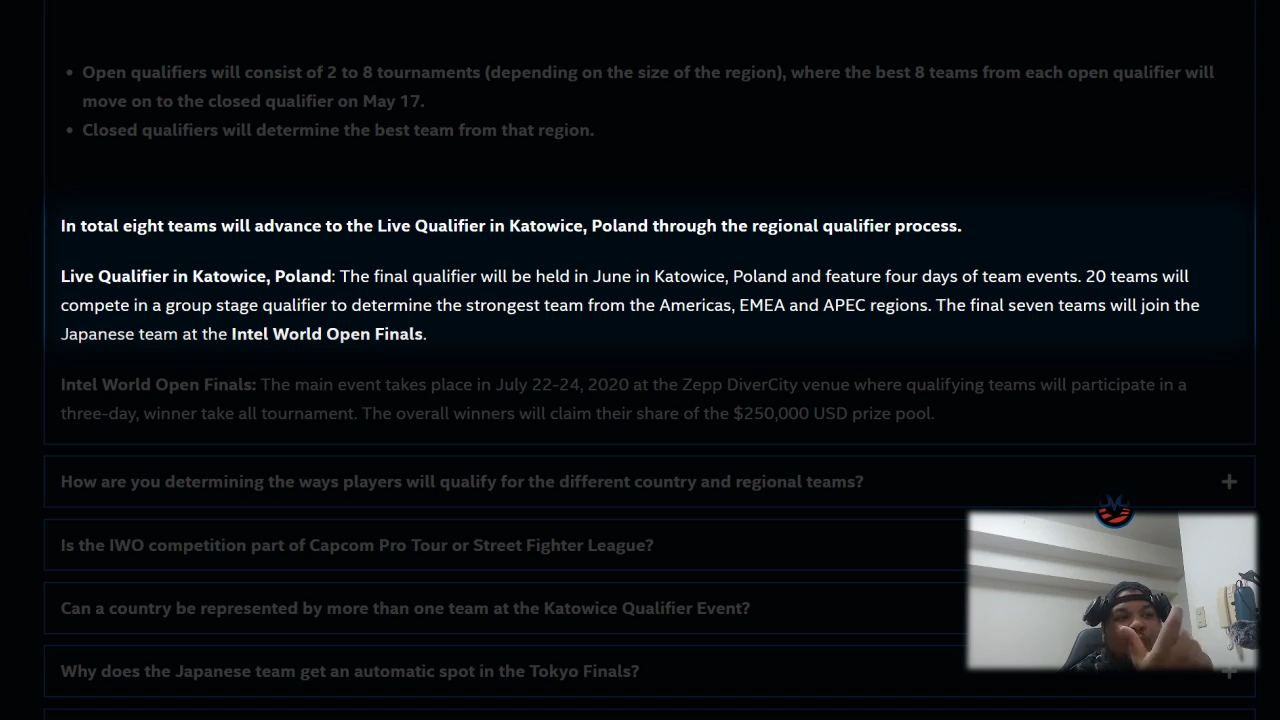 • Open qualifiers will consist of 2 to 8 tournaments (depending on the size of the region), where the best 8 teams from each open qualifier will
move on to the closed qualifier on May 17.
• Closed qualifiers will determine the best team from that region.
In total eight teams will advance to the Live Qualifier in Katowice, Poland through the regional qualifier process.
Live Qualifier in Katowice, Poland: The final qualifier will be held in June in Katowice, Poland and feature four days of team events. 20 teams will
compete in a group stage qualifier to determine the strongest team from the Americas, EMEA and APEC regions. The final seven teams will join the
Japanese team at the Intel World Open Finals.
Intel World Open Finals: The main event takes place in July 22-24, 2020 at the Zepp DiverCity venue where qualifying teams will participate in a
three-day, winner take all tournament. The overall winners will claim their share of the $250,000 USD prize pool.
How are you determining the ways players will qualify for the different country and regional teams? +
Is the IWO competition part of Capcom Pro Tour or Street Fighter League?
Can a country be represented by more than one team at the Katowice Qualifier Event?
Why does the Japanese team get an automatic spot in the Tokyo Finals? +